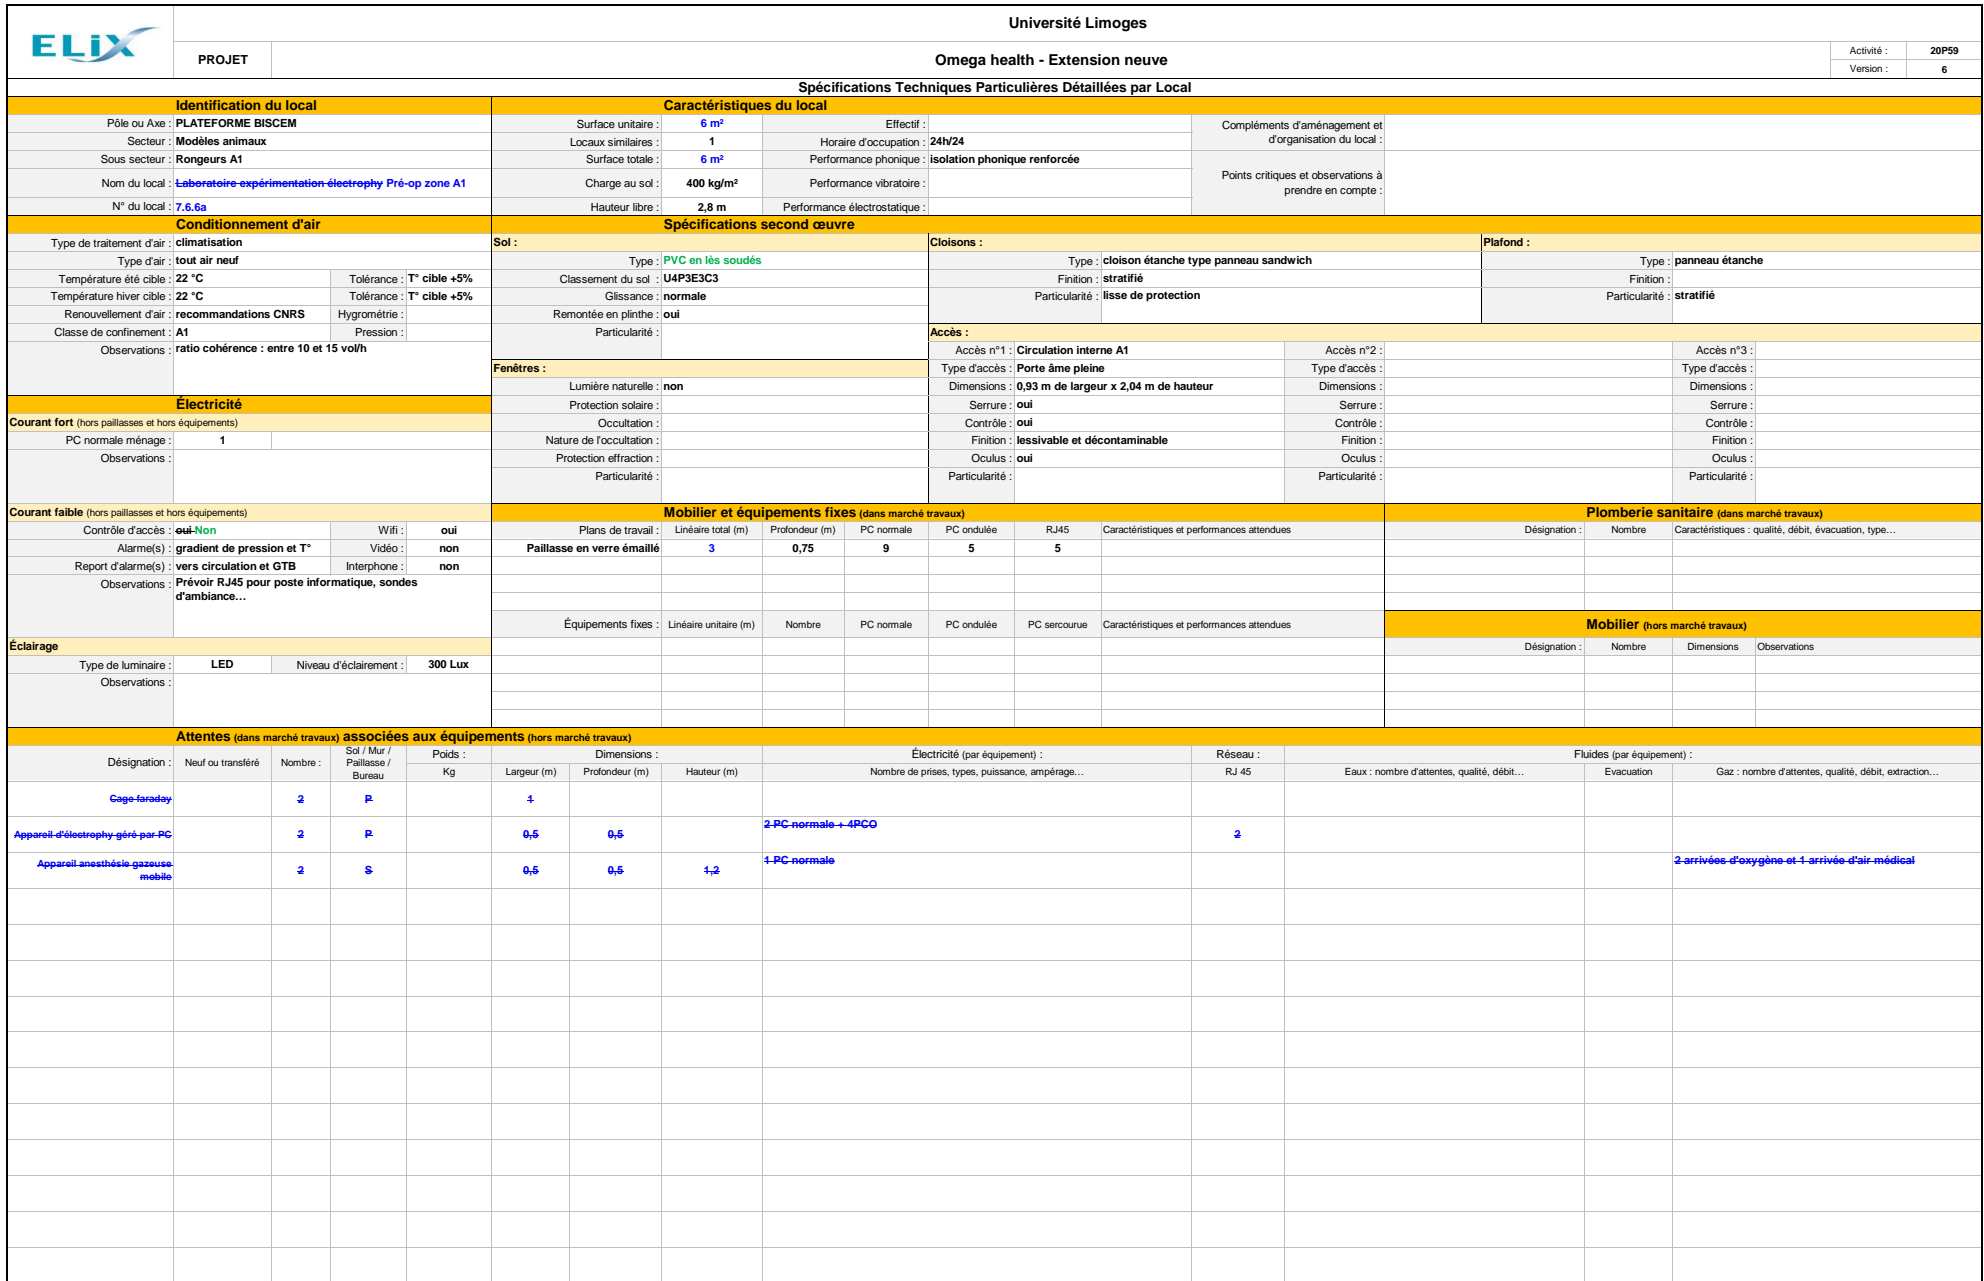 ELiX
Université Limoges
PROJET
Omega health - Extension neuve
Activité : 20P59
Version : 6
Spécifications Techniques Particulières Détaillées par Local
Identification du local
Pôle ou Axe : PLATEFORME BISCEM
Secteur : Modèles animaux
Sous secteur : Rongeurs A1
Nom du local : Laboratoire expérimentation électrophy Pré-op zone A1
N° du local : 7.6.6a
Caractéristiques du local
Surface unitaire : 6 m² Effectif :
Locaux similaires : 1 Horaire d'occupation : 24h/24
Surface totale : 6 m² Performance phonique : isolation phonique renforcée
Charge au sol : 400 kg/m² Performance vibratoire :
Hauteur libre : 2,8 m Performance électrostatique :
Compléments d'aménagement et
d'organisation du local :
Points critiques et observations à
prendre en compte :
Conditionnement d'air
Type de traitement d'air : climatisation
Type d'air : tout air neuf
Température été cible : 22 °C Tolérance : T° cible +5%
Température hiver cible : 22 °C Tolérance : T° cible +5%
Renouvellement d'air : recommandations CNRS Hygrométrie :
Classe de confinement : A1 Pression :
Observations : ratio cohérence : entre 10 et 15 vol/h
Spécifications second œuvre
Sol :
Type : PVC en lès soudés
Classement du sol : U4P3E3C3
Glissance : normale
Remontée en plinthe : oui
Particularité :
Cloisons :
Type : cloison étanche type panneau sandwich
Finition : stratifié
Particularité : lisse de protection
Plafond :
Type : panneau étanche
Finition :
Particularité : stratifié
Fenêtres :
Lumière naturelle : non
Protection solaire :
Occultation :
Nature de l'occultation :
Protection effraction :
Particularité :
Accès :
Accès n°1 : Circulation interne A1 Accès n°2 : Accès n°3 :
Type d'accès : Porte âme pleine Type d'accès : Type d'accès :
Dimensions : 0,93 m de largeur x 2,04 m de hauteur Dimensions : Dimensions :
Serrure : oui Serrure : Serrure :
Contrôle : oui Contrôle : Contrôle :
Finition : lessivable et décontaminable Finition : Finition :
Oculus : oui Oculus : Oculus :
Particularité : Particularité : Particularité :
Électricité
Courant fort (hors paillasses et hors équipements)
PC normale ménage : 1
Observations :
Courant faible (hors paillasses et hors équipements)
Contrôle d'accès : oui Non Wifi : oui
Alarme(s) : gradient de pression et T° Vidéo : non
Report d'alarme(s) : vers circulation et GTB Interphone : non
Observations : Prévoir RJ45 pour poste informatique, sondes
d'ambiance…
Éclairage
Type de luminaire : LED Niveau d'éclairement : 300 Lux
Observations :
Mobilier et équipements fixes (dans marché travaux)
Plans de travail : Linéaire total (m) Profondeur (m) PC normale PC ondulée RJ45 Caractéristiques et performances attendues
Paillasse en verre émaillé 3 0,75 9 5 5
Équipements fixes : Linéaire unitaire (m) Nombre PC normale PC ondulée PC sercourue Caractéristiques et performances attendues
Plomberie sanitaire (dans marché travaux)
Désignation : Nombre Caractéristiques : qualité, débit, évacuation, type…
Mobilier (hors marché travaux)
Désignation : Nombre Dimensions Observations
Attentes (dans marché travaux) associées aux équipements (hors marché travaux)
Désignation : Neuf ou transféré Nombre : Sol / Mur /
Paillasse /
Bureau
Poids : Dimensions : Électricité (par équipement) : Réseau : Fluides (par équipement) :
Kg Largeur (m) Profondeur (m) Hauteur (m) Nombre de prises, types, puissance, ampérage… RJ 45 Eaux : nombre d'attentes, qualité, débit… Evacuation Gaz : nombre d'attentes, qualité, débit, extraction…
Cage faraday 2 P 1
Appareil d'électrophy géré par PC 2 P 0,5 0,5 2 PC normale + 4PCO 2
Appareil anesthésie gazeuse
mobile 2 S 0,5 0,5 1,2 1 PC normale 2 arrivées d'oxygène et 1 arrivée d'air médical